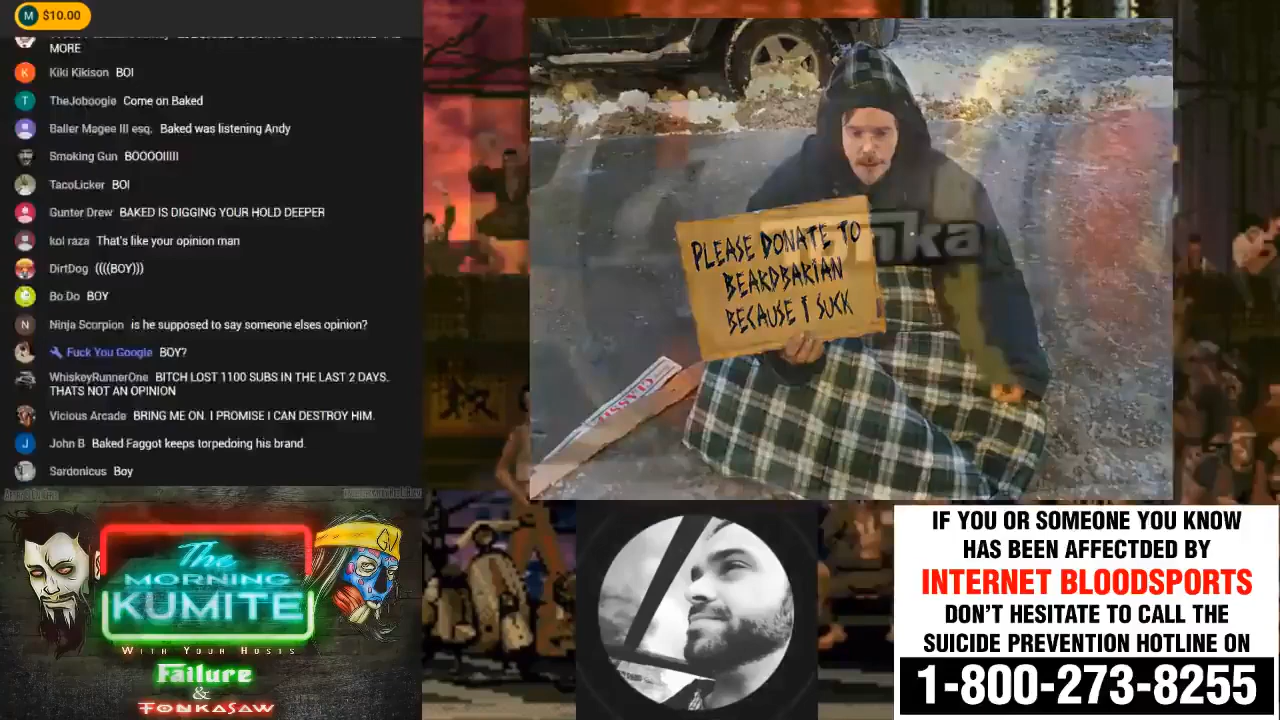 M $10.00
MORE
K Kiki Kikison BOI
T TheJoboogie Come on Baked
Baller Magee III esq. Baked was listening Andy
Smoking Gun BOOOOIIIII
TacoLicker BOI
Gunter Drew BAKED IS DIGGING YOUR HOLD DEEPER
kol raza That's like your opinion man
DirtDog ((((BOY)))
Bo Do BOY
N Ninja Scorpion is he supposed to say someone elses opinion?
Fuck You Google BOY?
WhiskeyRunnerOne BITCH LOST 1100 SUBS IN THE LAST 2 DAYS.
THATS NOT AN OPINION
Vicious Arcade BRING ME ON. I PROMISE I CAN DESTROY HIM.
J John B Baked Faggot keeps torpedoing his brand.
Sardonicus Boy
PLEASE DONATE TO
BEARDBARIAN
BECAUSE I SUCK
nka
The
MORNING
KUMITE
WITH YOUR HOSTS
Failure
&
TONKASAW
IF YOU OR SOMEONE YOU KNOW
HAS BEEN AFFECTDED BY
INTERNET BLOODSPORTS
DON'T HESITATE TO CALL THE
SUICIDE PREVENTION HOTLINE ON
1-800-273-8255